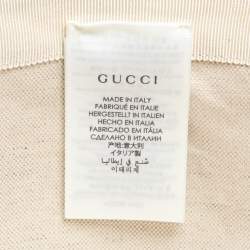 GUCCI
MADE IN ITALY
FABRIQUÉ EN ITALIE
HERGESTELLT IN ITALIEN
HECHO EN ITALIA
FABRICADO EM ITÁLIA
СДЕЛАНО В ИТАЛИИ
产地:意大利
イタリア製
صنع في إيطاليا
이태리제